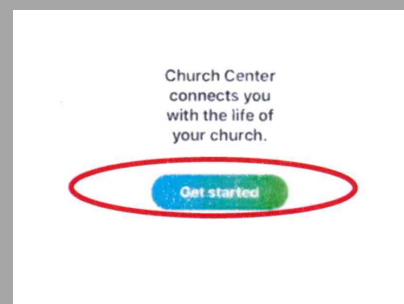 Church Center
connects you
with the life of
your church.
Get started